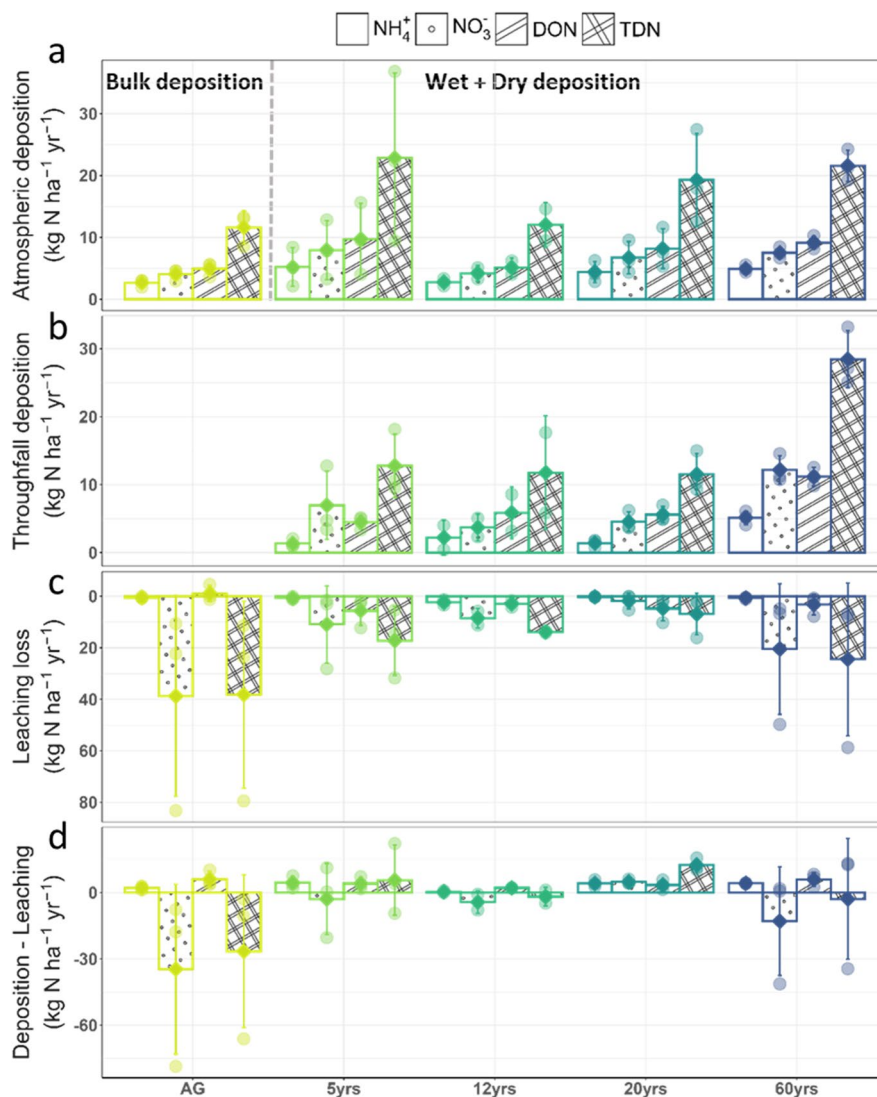 NH₄⁺ NO₃⁻ DON TDN
a
Bulk deposition Wet + Dry deposition
Atmospheric deposition
(kg N ha⁻¹ yr⁻¹)
30
20
10
0
b
Throughfall deposition
(kg N ha⁻¹ yr⁻¹)
30
20
10
0
c
Leaching loss
(kg N ha⁻¹ yr⁻¹)
0
20
40
60
80
d
Deposition - Leaching
(kg N ha⁻¹ yr⁻¹)
0
-30
-60
AG 5yrs 12yrs 20yrs 60yrs